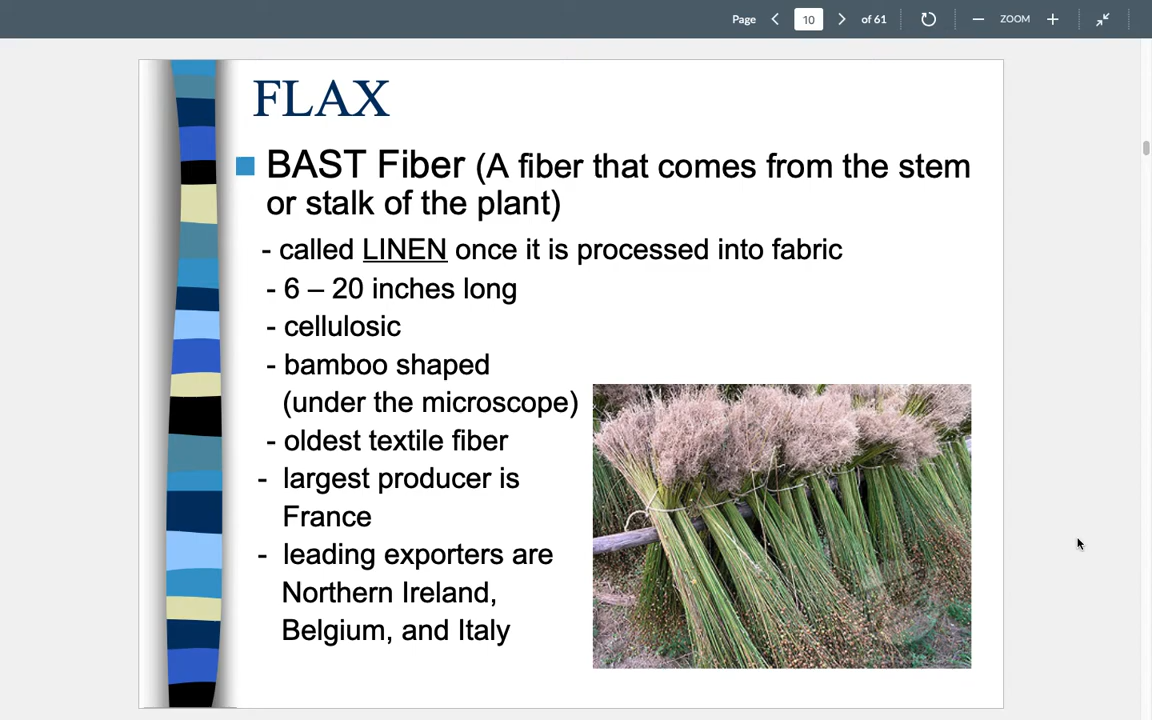 Page 10 of 61 ZOOM
FLAX
BAST Fiber (A fiber that comes from the stem
or stalk of the plant)
- called LINEN once it is processed into fabric
- 6 – 20 inches long
- cellulosic
- bamboo shaped
(under the microscope)
- oldest textile fiber
- largest producer is
France
- leading exporters are
Northern Ireland,
Belgium, and Italy